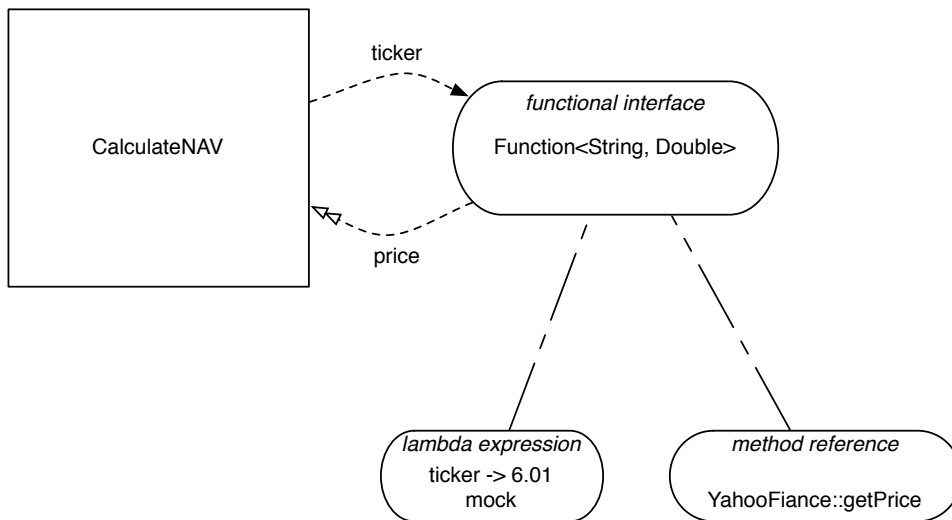 ticker
functional interface
CalculateNAV
Function<String, Double>
price
lambda expression
ticker -> 6.01
mock
method reference
YahooFiance::getPrice